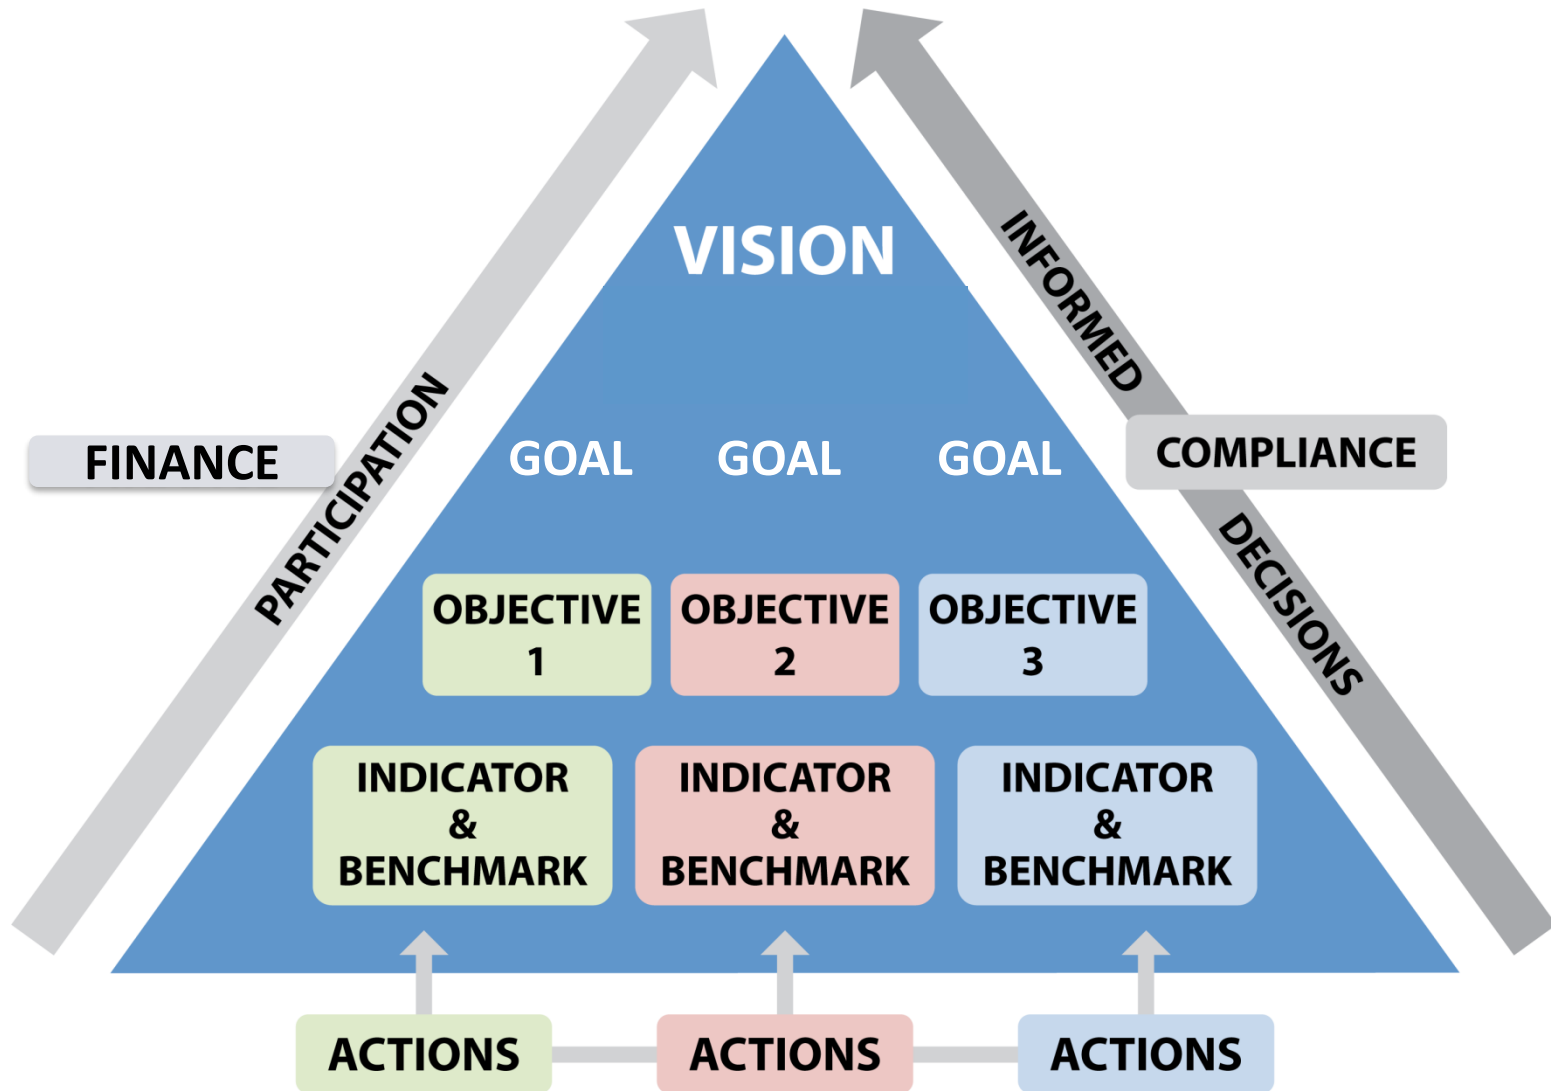 VISION
INFORMED
PARTICIPATION
FINANCE
GOAL GOAL GOAL
COMPLIANCE
DECISIONS
OBJECTIVE
1
OBJECTIVE
2
OBJECTIVE
3
INDICATOR
&
BENCHMARK
INDICATOR
&
BENCHMARK
INDICATOR
&
BENCHMARK
ACTIONS
ACTIONS
ACTIONS